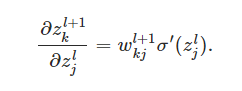 ∂z_k^{l+1} / ∂z_j^l = w_{kj}^{l+1} σ′(z_j^l).